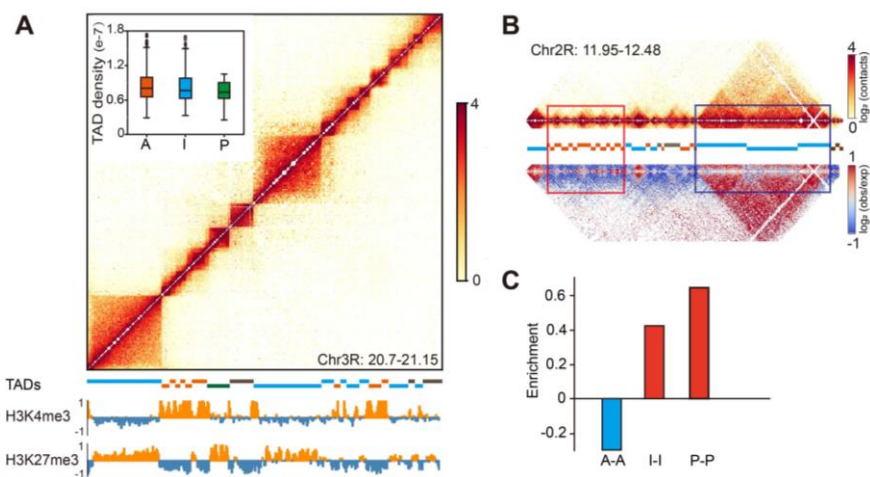 A
TAD density (e-7)
1.8
1.2
0.6
0
A I P
4
0
Chr3R: 20.7-21.15
TADs
H3K4me3
1
-1
H3K27me3
1
-1
B
Chr2R: 11.95-12.48
4
0
log₂ (contacts)
1
-1
log₂ (obs/exp)
C
Enrichment
0.6
0.4
0.2
0
-0.2
A-A I-I P-P